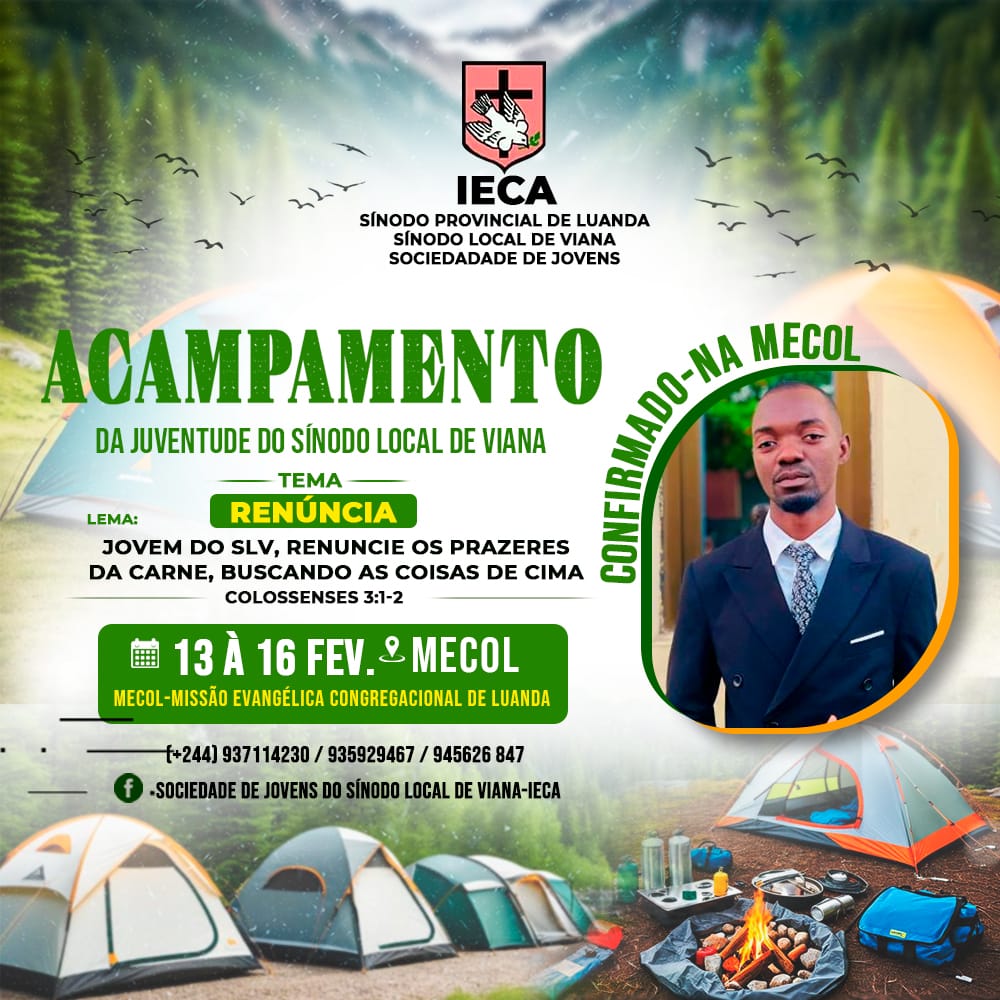 IECA
SÍNODO PROVINCIAL DE LUANDA
SÍNODO LOCAL DE VIANA
SOCIEDADADE DE JOVENS
ACAMPAMENTO
DA JUVENTUDE DO SÍNODO LOCAL DE VIANA
TEMA
RENÚNCIA
LEMA:
JOVEM DO SLV, RENUNCIE OS PRAZERES
DA CARNE, BUSCANDO AS COISAS DE CIMA
COLOSSENSES 3:1-2
CONFIRMADO-NA MECOL
13 À 16 FEV. MECOL
MECOL-MISSÃO EVANGÉLICA CONGREGACIONAL DE LUANDA
(+244) 937114230 / 935929467 / 945626 847
SOCIEDADE DE JOVENS DO SÍNODO LOCAL DE VIANA-IECA